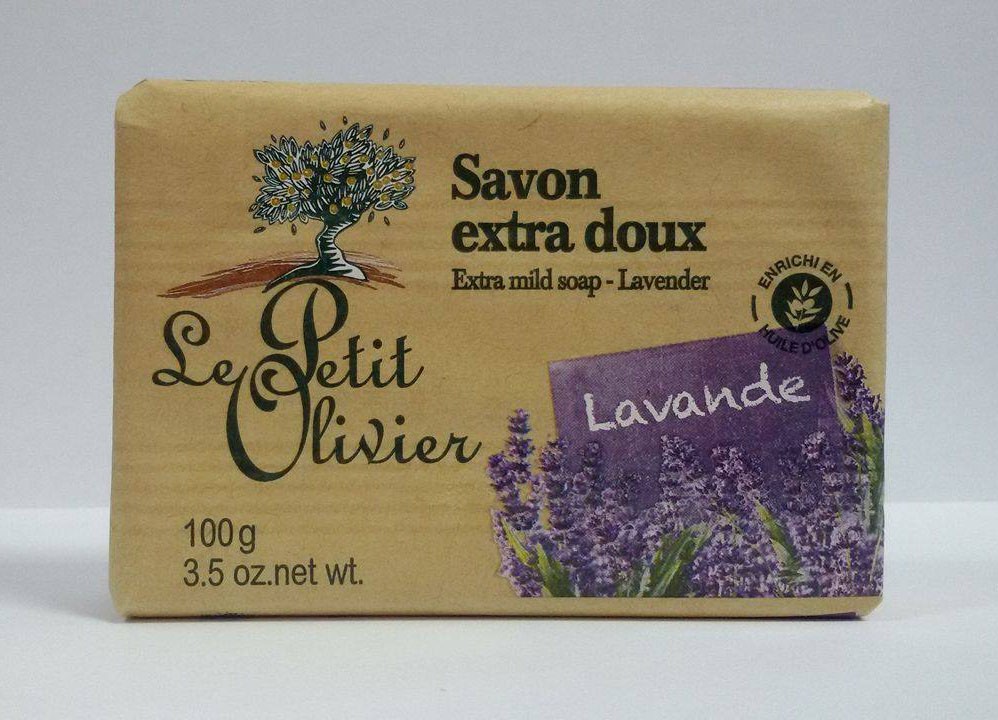 Savon
extra doux
Extra mild soap - Lavender
ENRICHI EN
HUILE D'OLIVE
Le Petit
Olivier
Lavande
100 g
3.5 oz.net wt.